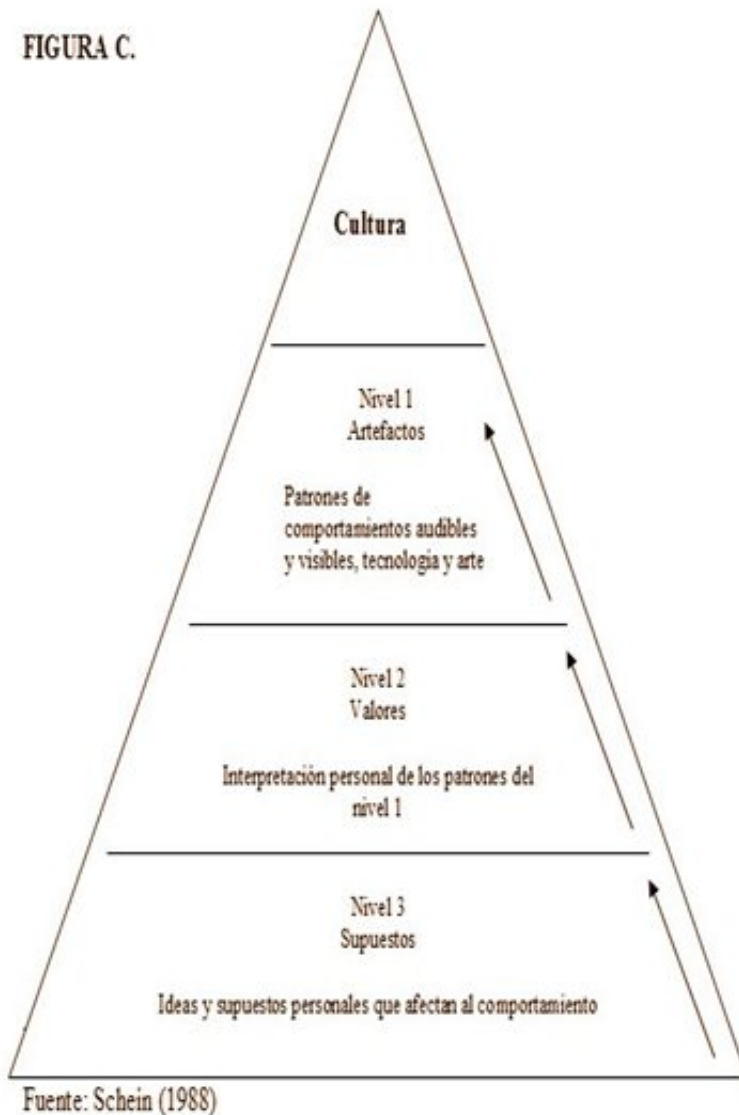 FIGURA C.
Cultura
Nivel 1
Artefactos
Patrones de
comportamientos audibles
y visibles, tecnologia y arte
Nivel 2
Valores
Interpretación personal de los patrones del
nivel 1
Nivel 3
Supuestos
Ideas y supuestos personales que afectan al comportamiento
Fuente: Schein (1988)